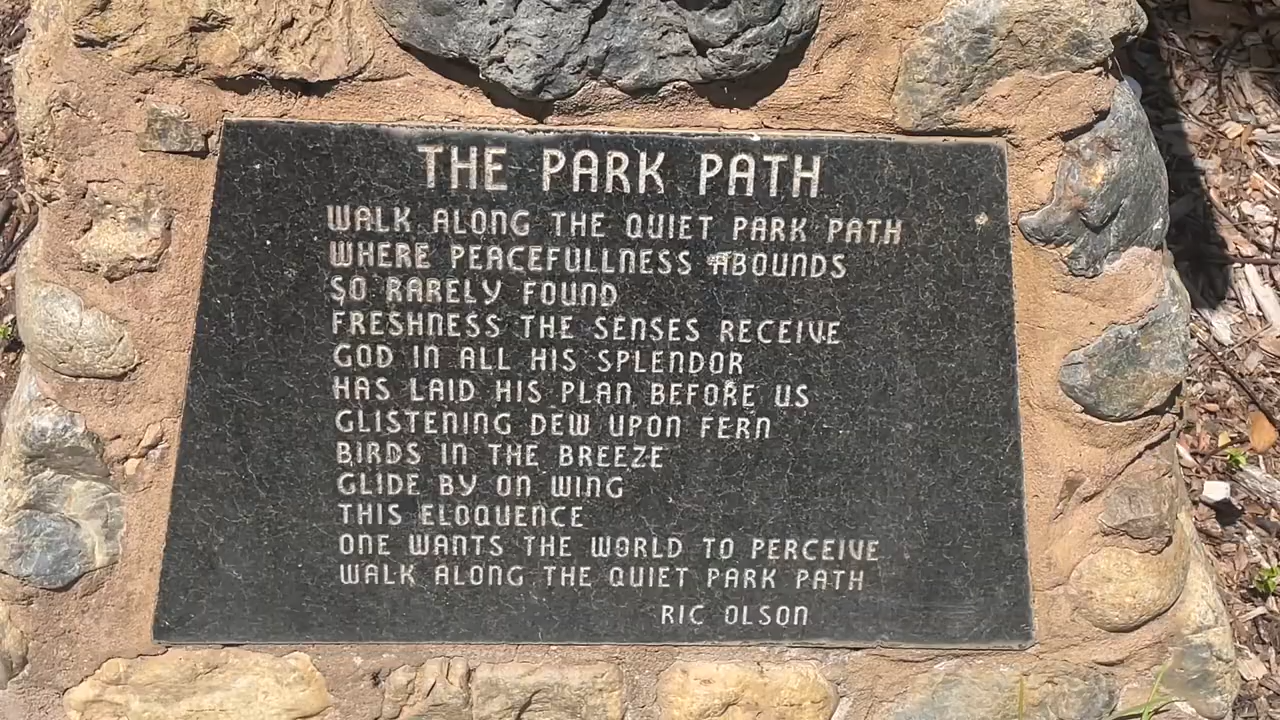 THE PARK PATH
WALK ALONG THE QUIET PARK PATH
WHERE PEACEFULLNESS ABOUNDS
SO RARELY FOUND
FRESHNESS THE SENSES RECEIVE
GOD IN ALL HIS SPLENDOR
HAS LAID HIS PLAN BEFORE US
GLISTENING DEW UPON FERN
BIRDS IN THE BREEZE
GLIDE BY ON WING
THIS ELOQUENCE
ONE WANTS THE WORLD TO PERCEIVE
WALK ALONG THE QUIET PARK PATH
RIC OLSON